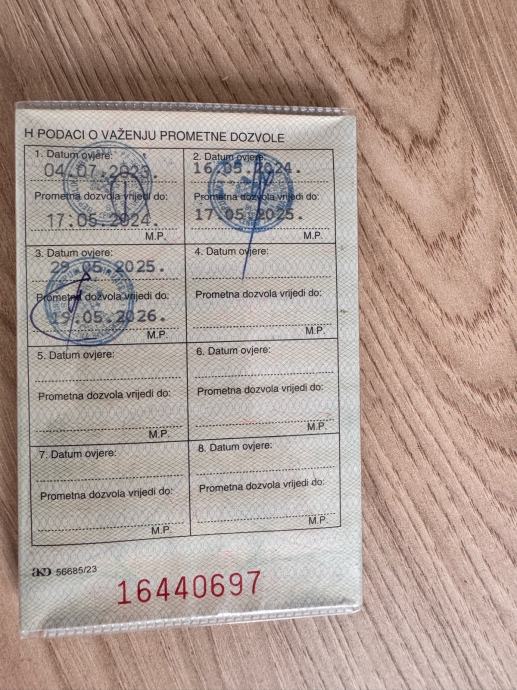 H PODACI O VAŽENJU PROMETNE DOZVOLE
1. Datum ovjere:
04.07.2023.
Prometna dozvola vrijedi do:
17.05.2024.
M.P.
2. Datum ovjere:
16.05.2024.
Prometna dozvola vrijedi do:
17.05.2025.
M.P.
3. Datum ovjere:
29.05.2025.
Prometna dozvola vrijedi do:
19.05.2026.
M.P.
4. Datum ovjere:
Prometna dozvola vrijedi do:
M.P.
5. Datum ovjere:
Prometna dozvola vrijedi do:
M.P.
6. Datum ovjere:
Prometna dozvola vrijedi do:
M.P.
7. Datum ovjere:
Prometna dozvola vrijedi do:
M.P.
8. Datum ovjere:
Prometna dozvola vrijedi do:
M.P.
AKD 56685/23
16440697